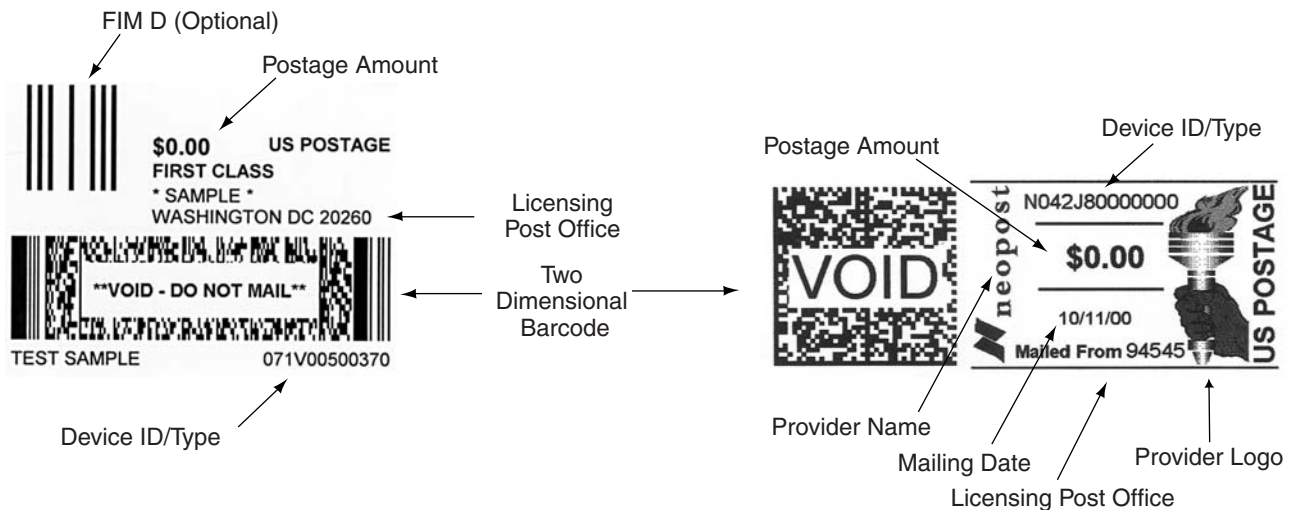 FIM D (Optional)
Postage Amount
$0.00 US POSTAGE
FIRST CLASS
* SAMPLE *
WASHINGTON DC 20260
**VOID - DO NOT MAIL**
TEST SAMPLE 071V00500370
Device ID/Type
Licensing
Post Office
Two
Dimensional
Barcode
Postage Amount
Device ID/Type
VOID
neopost
N042J80000000
$0.00
10/11/00
Mailed From 94545
US POSTAGE
Provider Name
Mailing Date
Licensing Post Office
Provider Logo